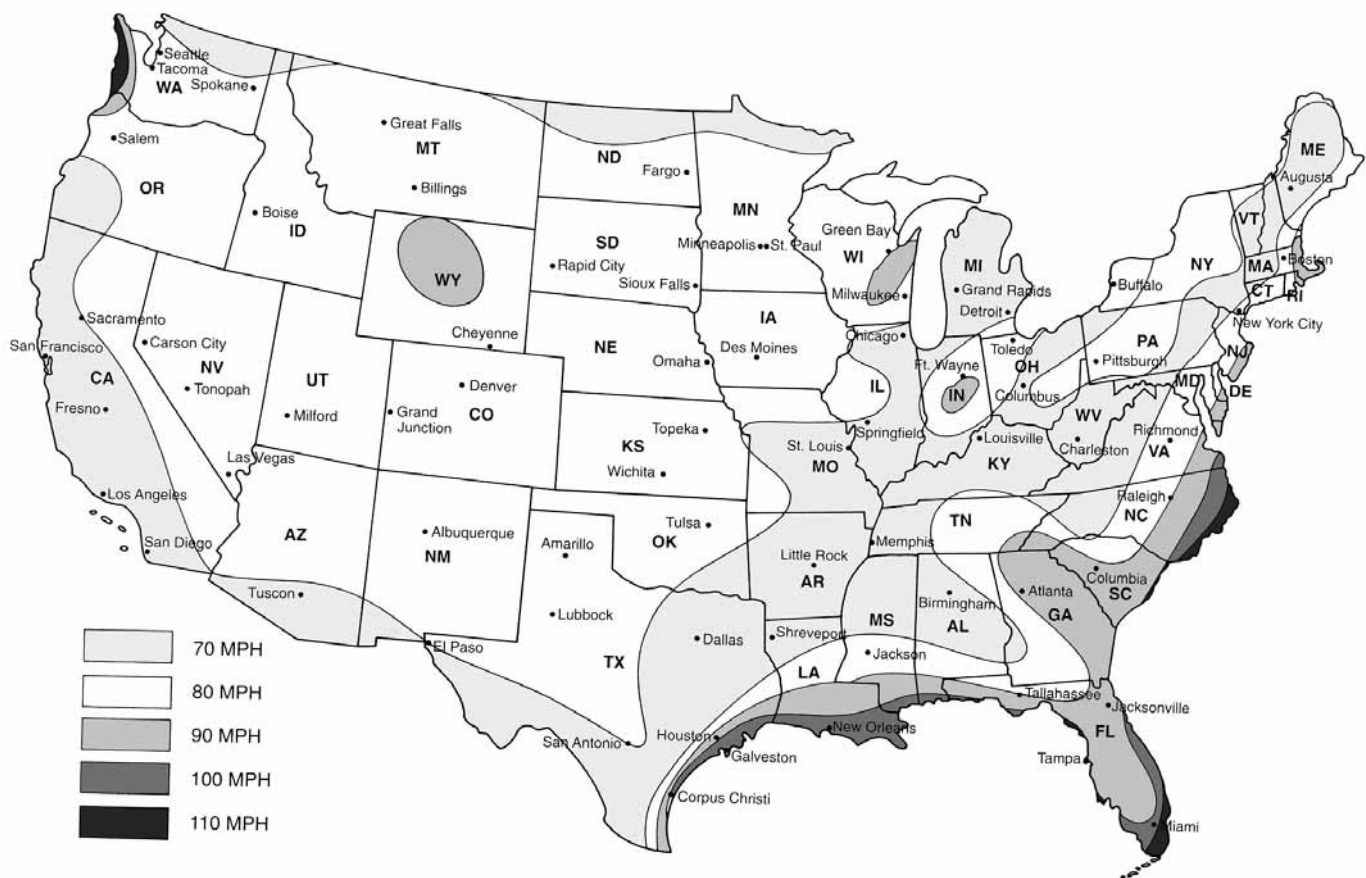 Seattle
Tacoma
WA
Spokane
Salem
OR
Great Falls
MT
Billings
Boise
ID
ND
Fargo
MN
Minneapolis
St. Paul
SD
Rapid City
Sioux Falls
WY
Cheyenne
Green Bay
WI
Milwaukee
MI
Grand Rapids
Detroit
ME
Augusta
VT
NY
Buffalo
MA
Boston
CT
RI
New York City
Sacramento
San Francisco
CA
Fresno
Los Angeles
San Diego
Carson City
NV
Tonopah
Las Vegas
UT
Milford
Denver
CO
Grand
Junction
NE
Omaha
IA
Des Moines
Chicago
IL
Springfield
Ft. Wayne
IN
Toledo
OH
Columbus
PA
Pittsburgh
NJ
MD
DE
WV
Charleston
Richmond
VA
Topeka
KS
Wichita
St. Louis
MO
Louisville
KY
Raleigh
NC
TN
Memphis
AZ
Tuscon
Albuquerque
NM
Amarillo
Tulsa
OK
Little Rock
AR
Columbia
SC
Atlanta
GA
Birmingham
AL
MS
Jackson
Shreveport
LA
Lubbock
Dallas
TX
El Paso
San Antonio
Houston
Galveston
New Orleans
Corpus Christi
Tallahassee
Jacksonville
FL
Tampa
Miami
70 MPH
80 MPH
90 MPH
100 MPH
110 MPH